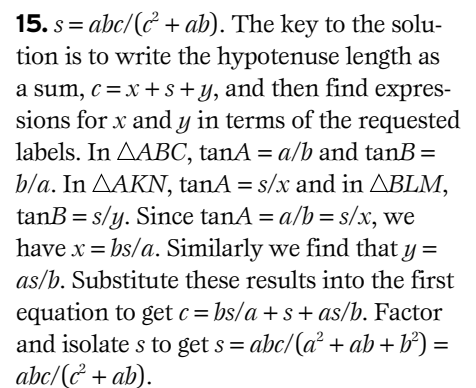 15. s = abc/(c² + ab). The key to the solu-
tion is to write the hypotenuse length as
a sum, c = x + s + y, and then find expres-
sions for x and y in terms of the requested
labels. In △ABC, tanA = a/b and tanB =
b/a. In △AKN, tanA = s/x and in △BLM,
tanB = s/y. Since tanA = a/b = s/x, we
have x = bs/a. Similarly we find that y =
as/b. Substitute these results into the first
equation to get c = bs/a + s + as/b. Factor
and isolate s to get s = abc/(a² + ab + b²) =
abc/(c² + ab).